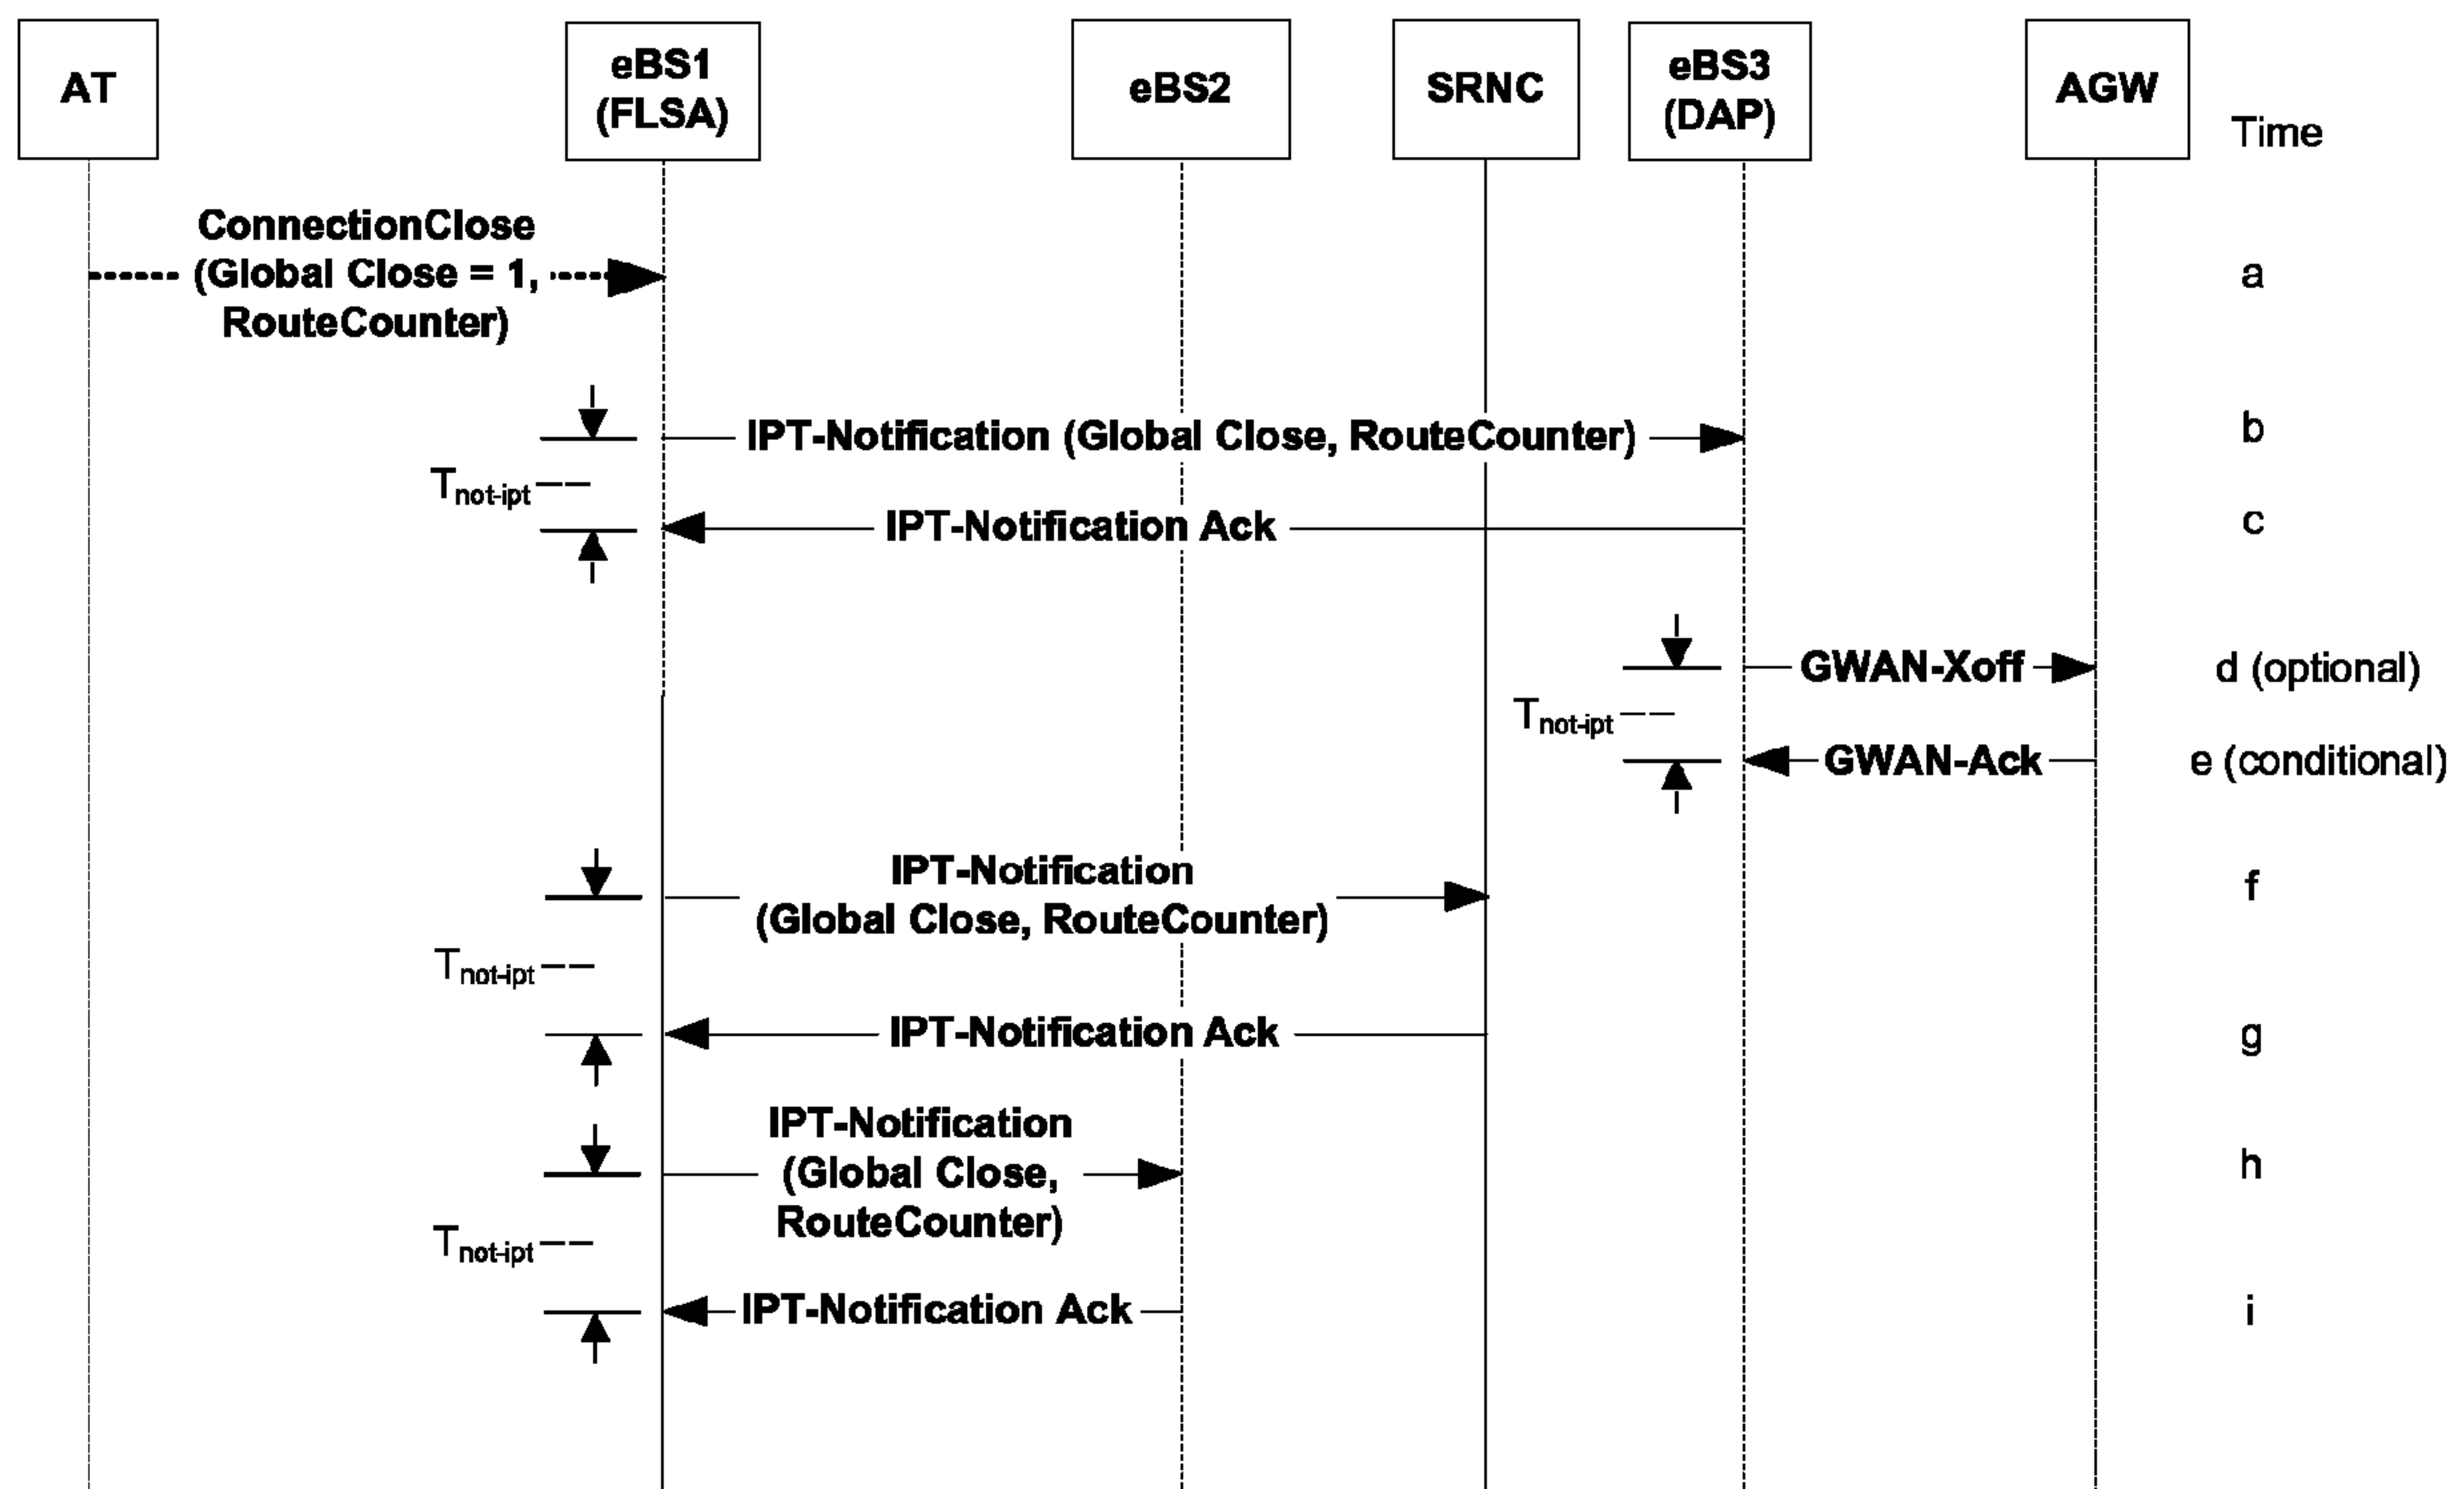 AT
eBS1
(FLSA)
eBS2
SRNC
eBS3
(DAP)
AGW
Time
ConnectionClose
(Global Close = 1,
RouteCounter)
a
IPT-Notification (Global Close, RouteCounter)
b
Tnot-ipt
IPT-Notification Ack
c
GWAN-Xoff
d (optional)
Tnot-ipt
GWAN-Ack
e (conditional)
IPT-Notification
(Global Close, RouteCounter)
f
Tnot-ipt
IPT-Notification Ack
g
IPT-Notification
(Global Close,
RouteCounter)
h
Tnot-ipt
IPT-Notification Ack
i